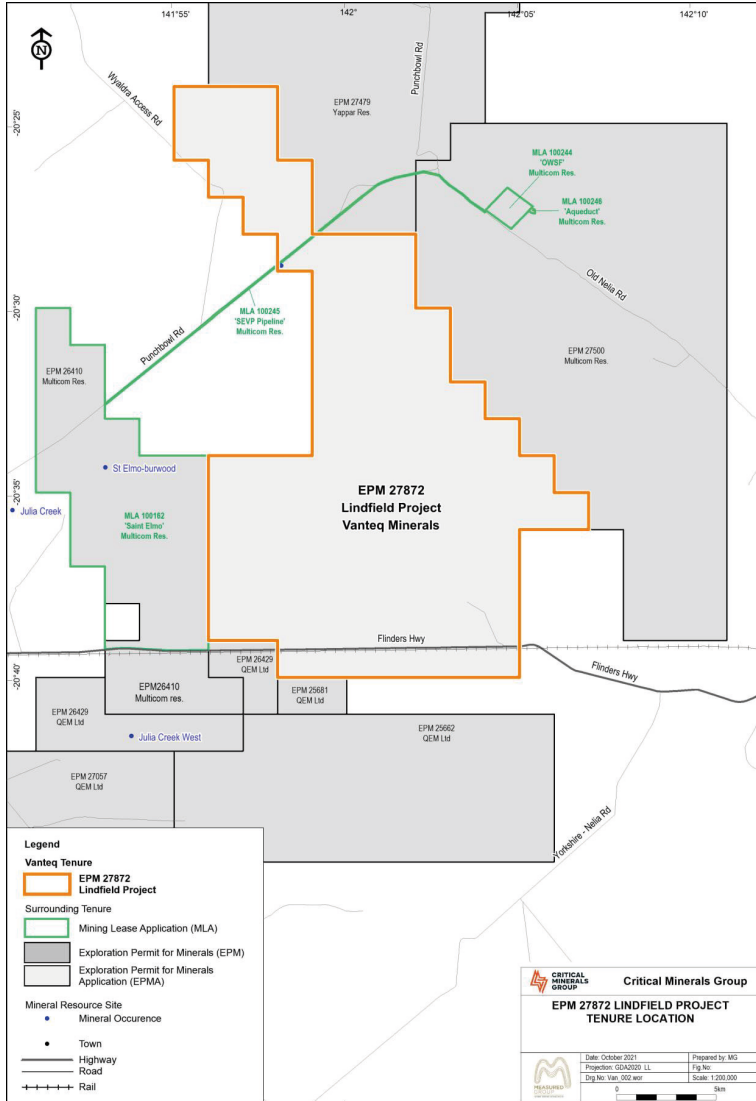 141°55
142°
142°05
142°10
-20°25
-20°30
-20°35
-20°40
N
Wyaldra Access Rd
Punchbowl Rd
EPM 27479
Yappar Res.
MLA 100244
'OWSF'
Multicom Res.
MLA 100246
'Aqueduct'
Multicom Res.
Old Nelia Rd
MLA 100245
'SEVP Pipeline'
Multicom Res.
Punchbowl Rd
EPM 27500
Multicom Res.
EPM 26410
Multicom Res.
St Elmo-burwood
Julia Creek
MLA 100162
'Saint Elmo'
Multicom Res.
EPM 27872
Lindfield Project
Vanteq Minerals
Flinders Hwy
Flinders Hwy
EPM 26429
QEM Ltd
EPM26410
Multicom res.
EPM 25681
QEM Ltd
EPM 26429
QEM Ltd
Julia Creek West
EPM 25662
QEM Ltd
EPM 27057
QEM Ltd
Yorkshire - Nelia Rd
Legend
Vanteq Tenure
EPM 27872
Lindfield Project
Surrounding Tenure
Mining Lease Application (MLA)
Exploration Permit for Minerals (EPM)
Exploration Permit for Minerals
Application (EPMA)
Mineral Resource Site
Mineral Occurence
Town
Highway
Road
Rail
CRITICAL
MINERALS
GROUP
Critical Minerals Group
EPM 27872 LINDFIELD PROJECT
TENURE LOCATION
MEASURED
GROUP
Date: October 2021
Prepared by: MG
Projection: GDA2020 LL
Fig.No:
Drg.No: Van_002.wor
Scale: 1:200,000
0
5km